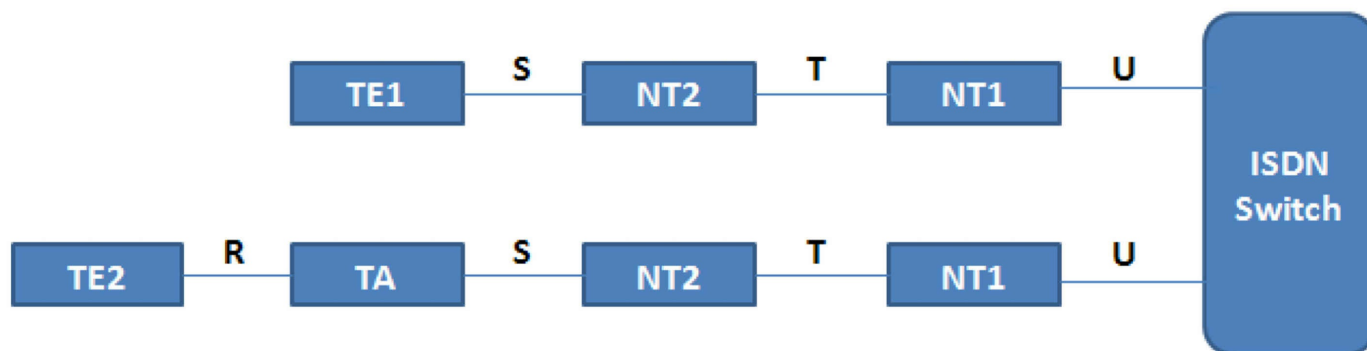 S T U
TE1 NT2 NT1
ISDN
Switch
R S T U
TE2 TA NT2 NT1